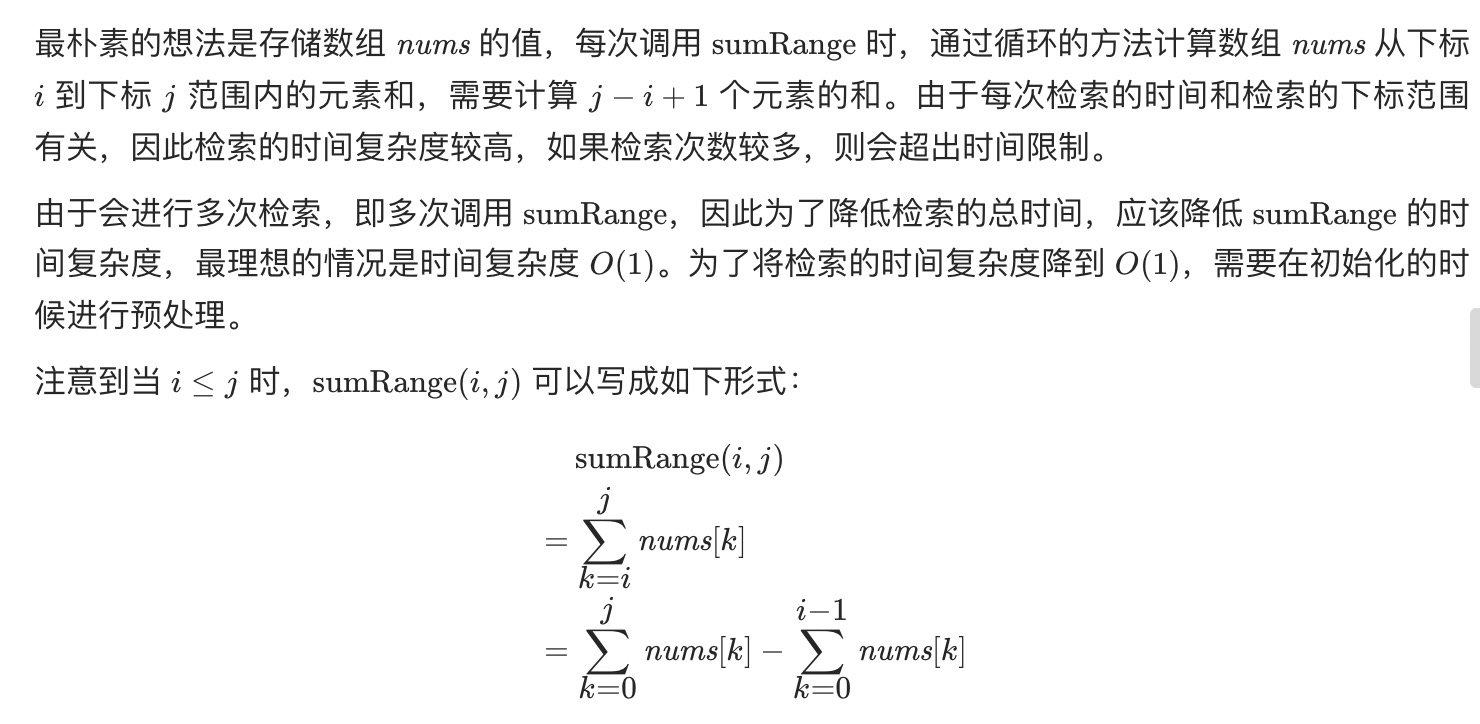 最朴素的想法是存储数组 nums 的值，每次调用 sumRange 时，通过循环的方法计算数组 nums 从下标
i 到下标 j 范围内的元素和，需要计算 j − i + 1 个元素的和。由于每次检索的时间和检索的下标范围
有关，因此检索的时间复杂度较高，如果检索次数较多，则会超出时间限制。
由于会进行多次检索，即多次调用 sumRange，因此为了降低检索的总时间，应该降低 sumRange 的时
间复杂度，最理想的情况是时间复杂度 O(1)。为了将检索的时间复杂度降到 O(1)，需要在初始化的时
候进行预处理。
注意到当 i ≤ j 时，sumRange(i, j) 可以写成如下形式：
sumRange(i, j)
= \sum_{k=i}^{j} nums[k]
= \sum_{k=0}^{j} nums[k] − \sum_{k=0}^{i−1} nums[k]